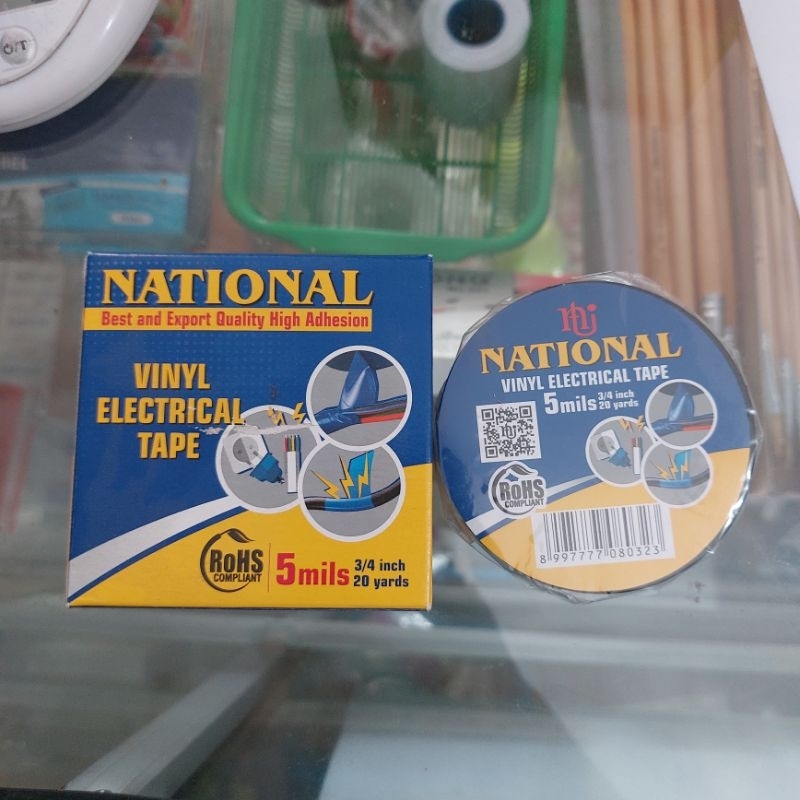 NATIONAL
Best and Export Quality High Adhesion
VINYL
ELECTRICAL
TAPE
RoHS
COMPLIANT
5mils
3/4 inch
20 yards
NATIONAL
VINYL ELECTRICAL TAPE
5mils
3/4 inch
20 yards
RoHS
COMPLIANT
8 997777 080323